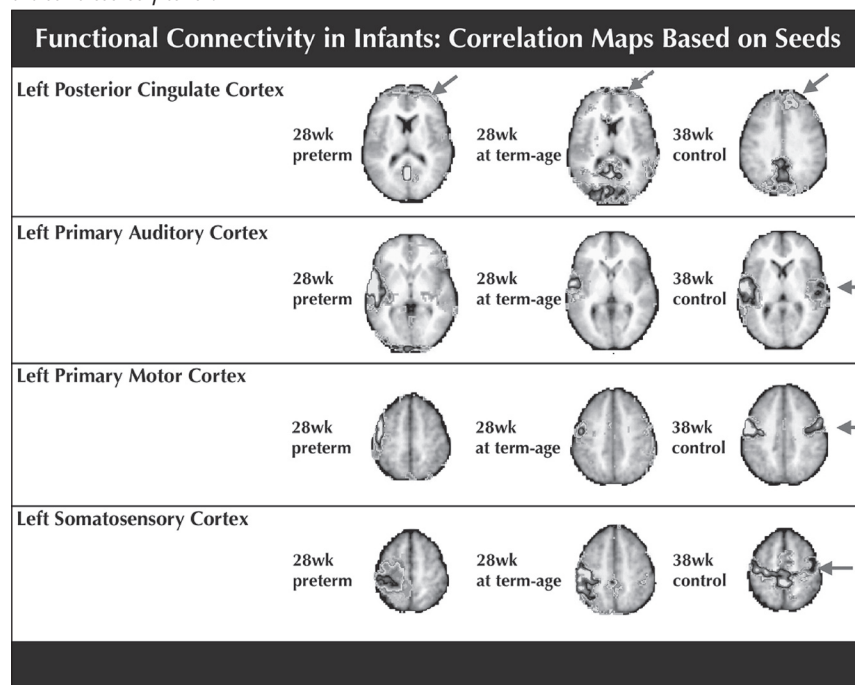 Functional Connectivity in Infants: Correlation Maps Based on Seeds
Left Posterior Cingulate Cortex
28wk
preterm
28wk
at term-age
38wk
control
Left Primary Auditory Cortex
28wk
preterm
28wk
at term-age
38wk
control
Left Primary Motor Cortex
28wk
preterm
28wk
at term-age
38wk
control
Left Somatosensory Cortex
28wk
preterm
28wk
at term-age
38wk
control